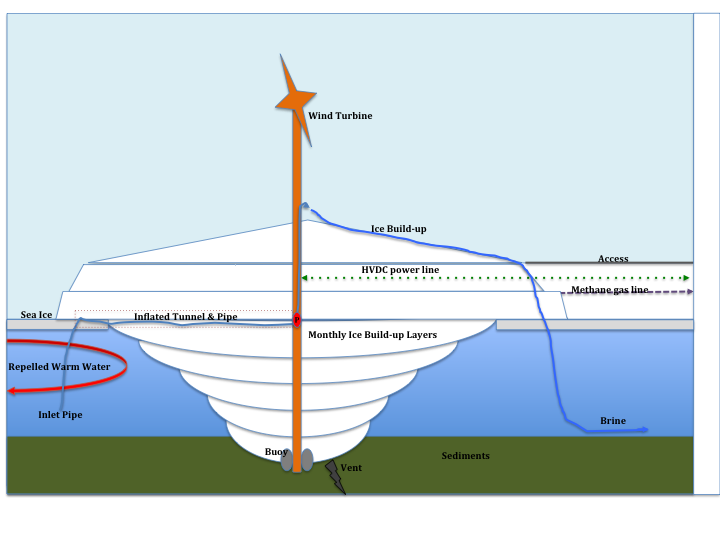 Wind Turbine
Ice Build-up
Access
HVDC power line
Methane gas line
Sea Ice
Inflated Tunnel & Pipe
Monthly Ice Build-up Layers
Repelled Warm Water
Inlet Pipe
Brine
Buoy
Sediments
Vent